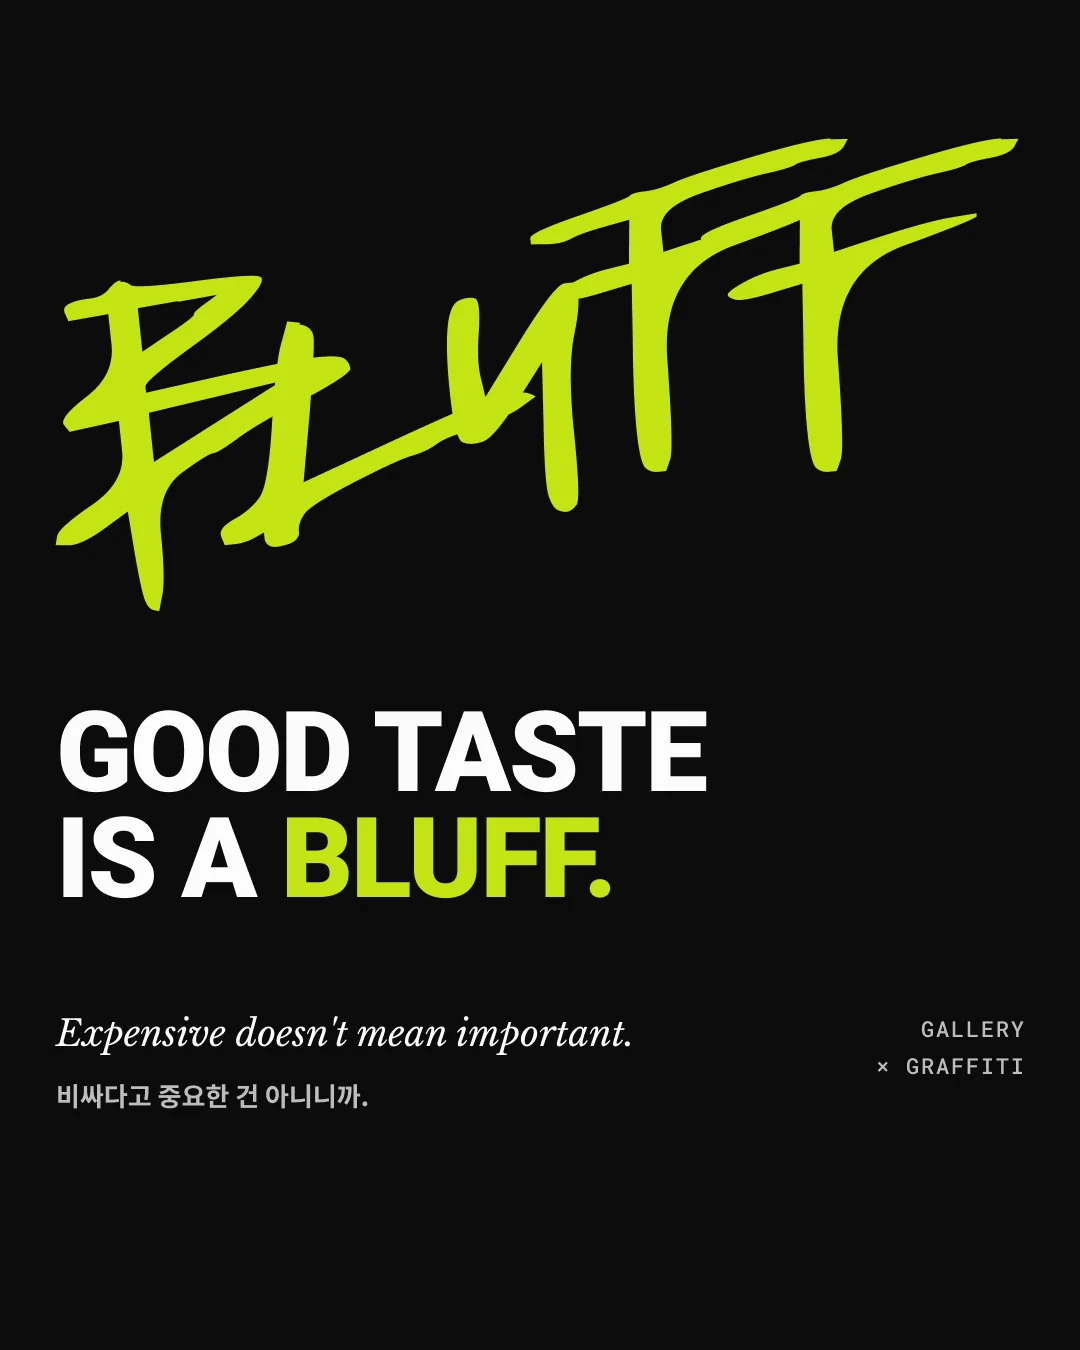 BLuFF
GOOD TASTE
IS A BLUFF.
Expensive doesn't mean important.
비싸다고 중요한 건 아니니까.
GALLERY
× GRAFFITI